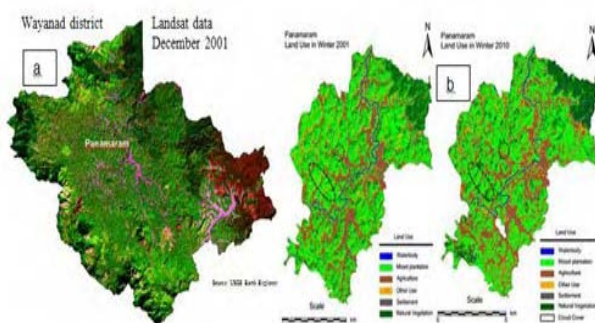 Wayanad district
Landsat data
December 2001
a
Panamaram
Source: USGS Earth Explorer
Panamaram
Land Use in Winter 2001
N
Land Use
Waterbody
Mixed plantation
Agriculture
Other Use
Settlement
Natural Vegetation
Scale
km
Panamaram
Land Use in Winter 2010
N
b
Land Use
Waterbody
Mixed plantation
Agriculture
Other Use
Settlement
Natural Vegetation
Cloud Cover
Scale
km